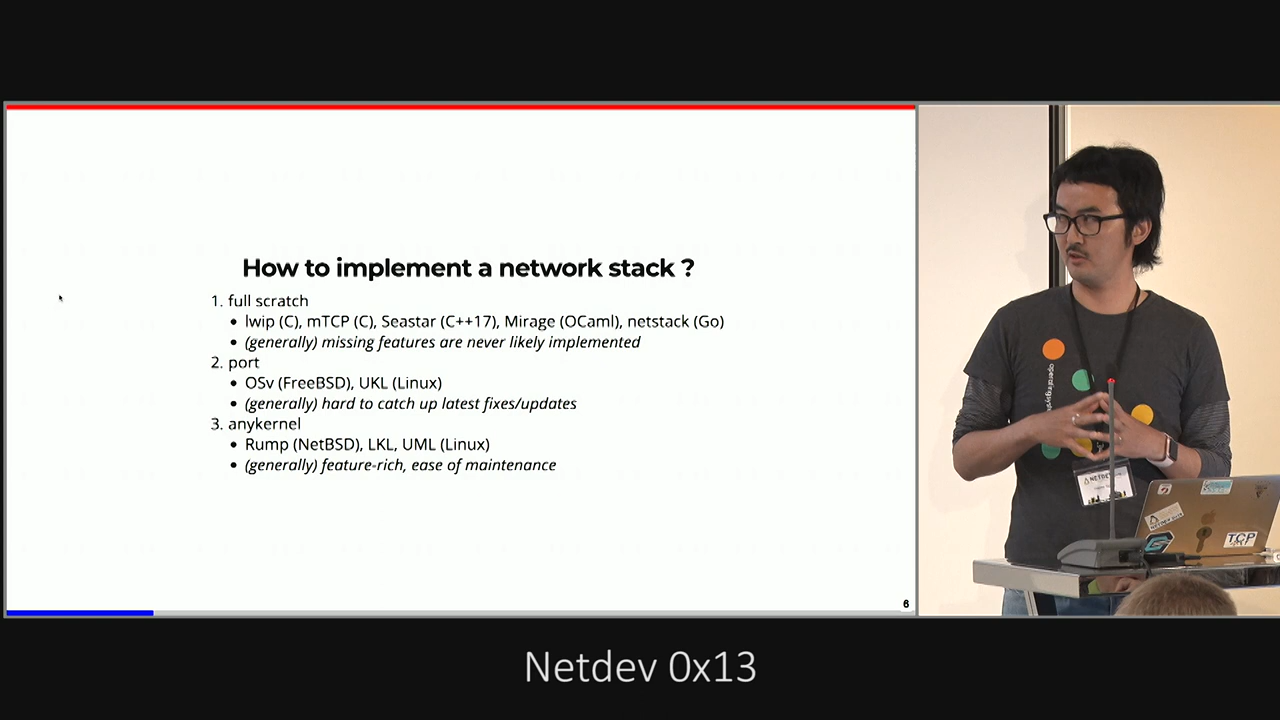 How to implement a network stack ?
1. full scratch
• lwip (C), mTCP (C), Seastar (C++17), Mirage (OCaml), netstack (Go)
• (generally) missing features are never likely implemented
2. port
• OSv (FreeBSD), UKL (Linux)
• (generally) hard to catch up latest fixes/updates
3. anykernel
• Rump (NetBSD), LKL, UML (Linux)
• (generally) feature-rich, ease of maintenance
6
TCP
Netdev 0x13